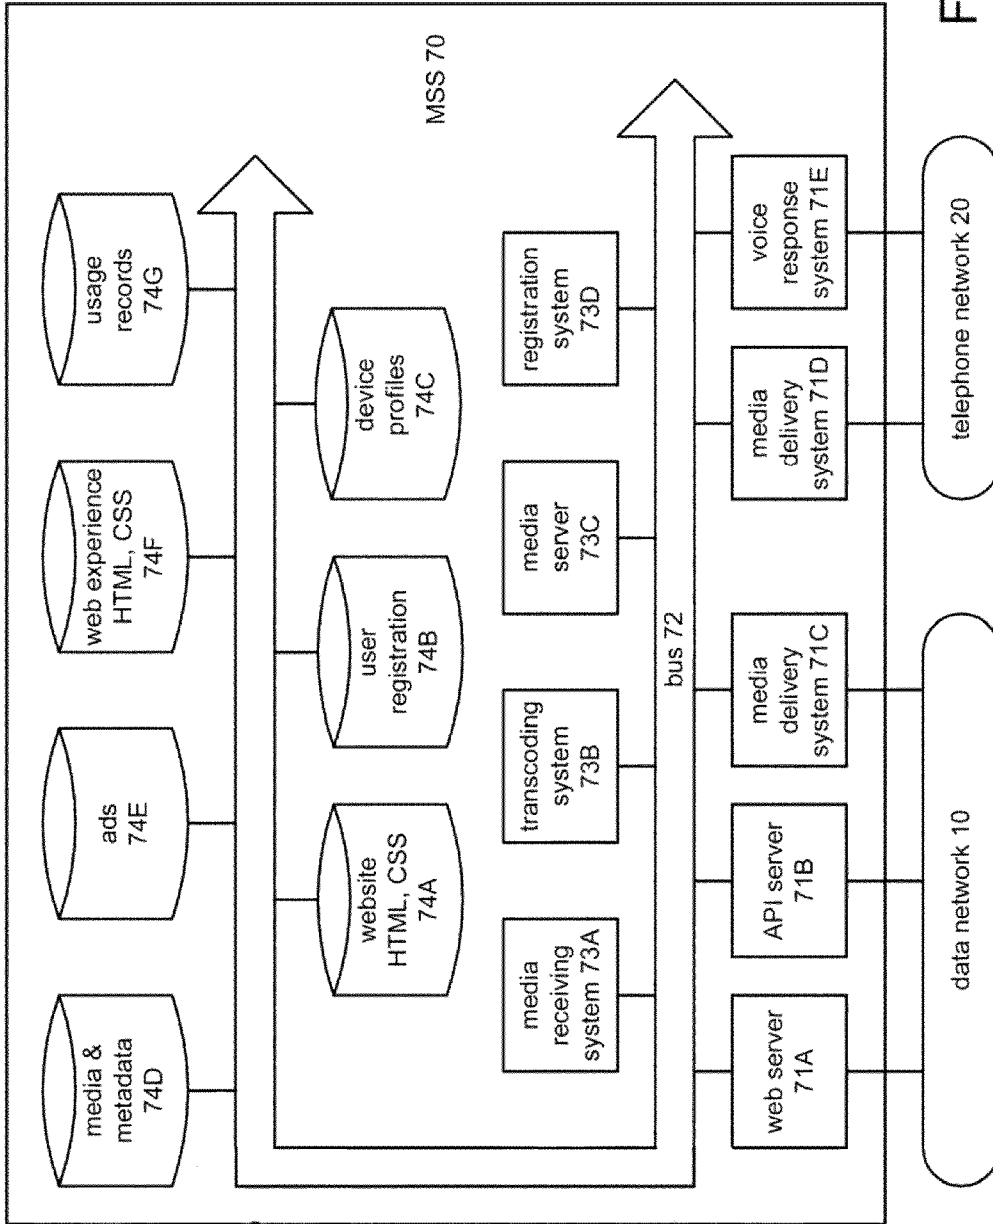 media &
metadata
74D
ads
74E
web experience
HTML, CSS
74F
usage
records
74G
website
HTML, CSS
74A
user
registration
74B
device
profiles
74C
MSS 70
media
receiving
system 73A
transcoding
system
73B
media
server
73C
registration
system
73D
bus 72
web server
71A
API server
71B
media
delivery
system 71C
media
delivery
system 71D
voice
response
system 71E
data network 10
telephone network 20
F